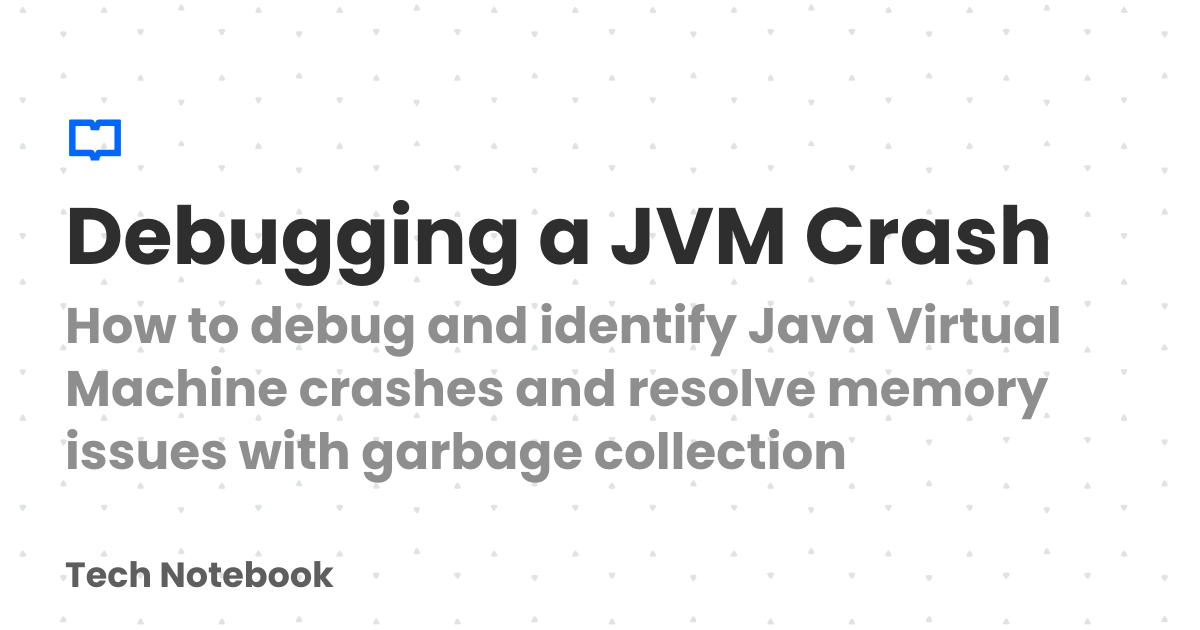 Debugging a JVM Crash
How to debug and identify Java Virtual
Machine crashes and resolve memory
issues with garbage collection
Tech Notebook